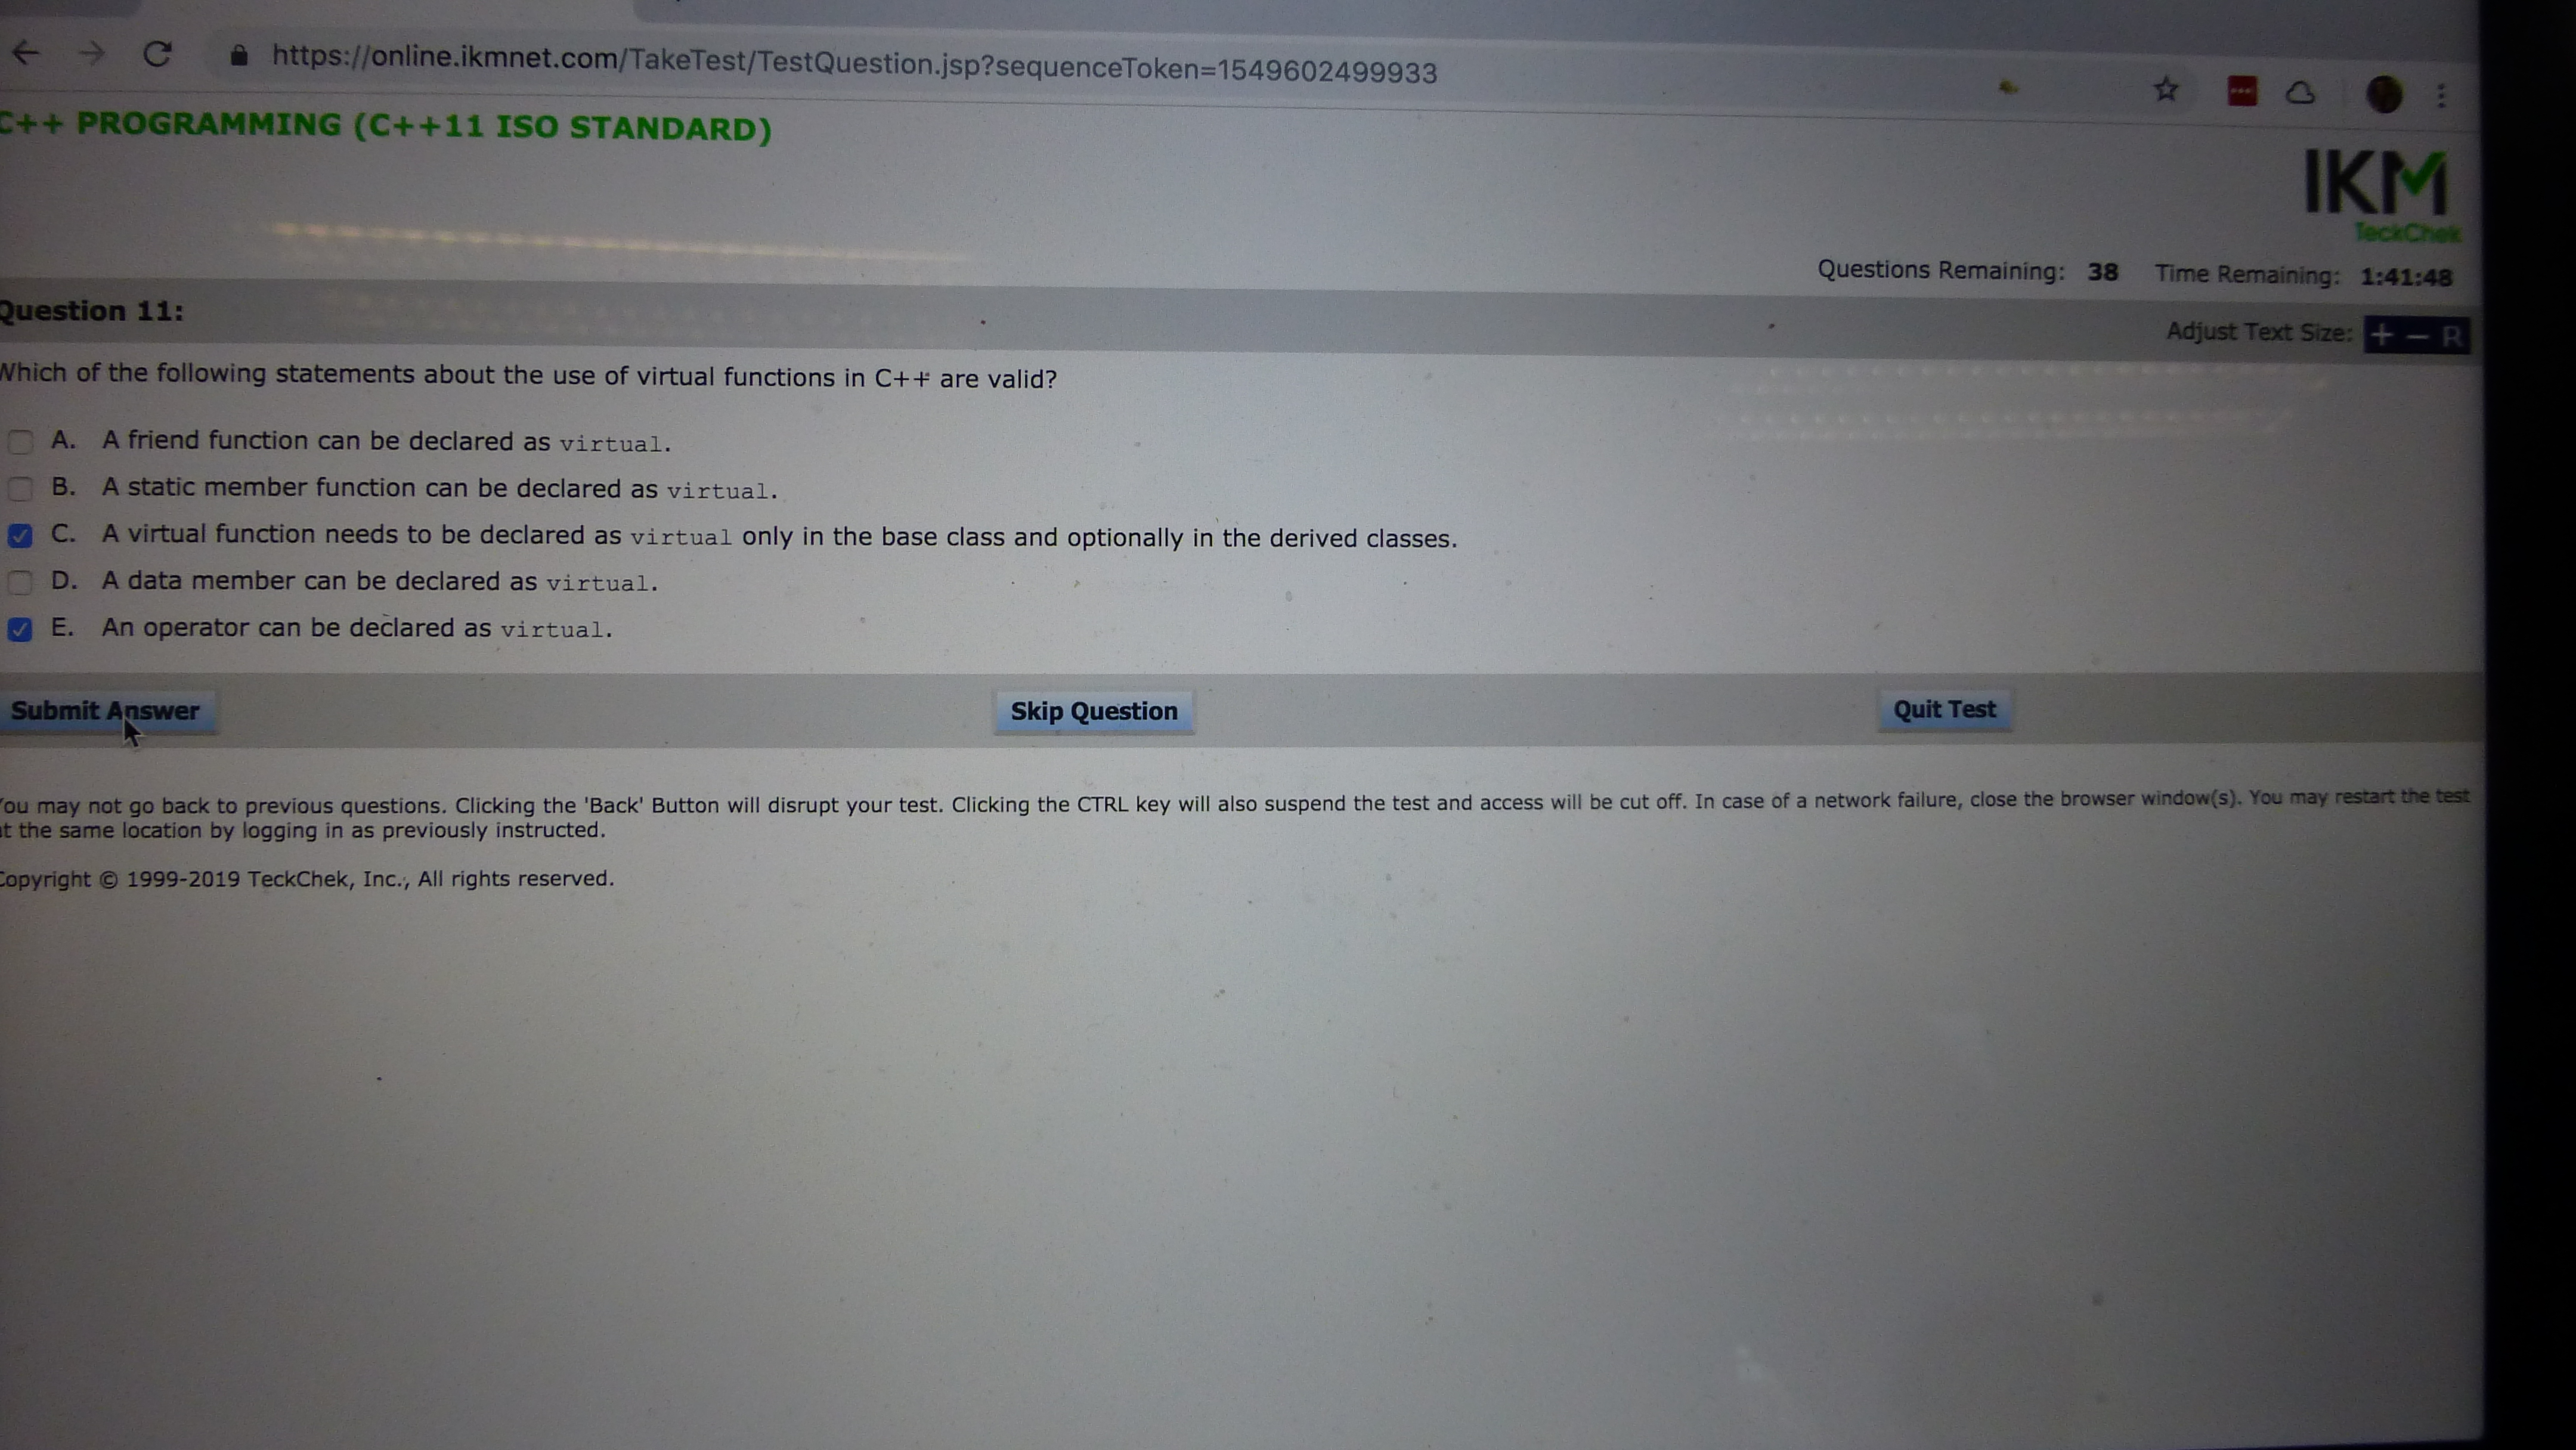 https://online.ikmnet.com/TakeTest/TestQuestion.jsp?sequenceToken=1549602499933
C++ PROGRAMMING (C++11 ISO STANDARD)
IKM
TeckChek
Questions Remaining: 38 Time Remaining: 1:41:48
Question 11:
Adjust Text Size: + - R
Which of the following statements about the use of virtual functions in C++ are valid?
A. A friend function can be declared as virtual.
B. A static member function can be declared as virtual.
C. A virtual function needs to be declared as virtual only in the base class and optionally in the derived classes.
D. A data member can be declared as virtual.
E. An operator can be declared as virtual.
Submit Answer Skip Question Quit Test
You may not go back to previous questions. Clicking the 'Back' Button will disrupt your test. Clicking the CTRL key will also suspend the test and access will be cut off. In case of a network failure, close the browser window(s). You may restart the test
at the same location by logging in as previously instructed.
Copyright © 1999-2019 TeckChek, Inc., All rights reserved.